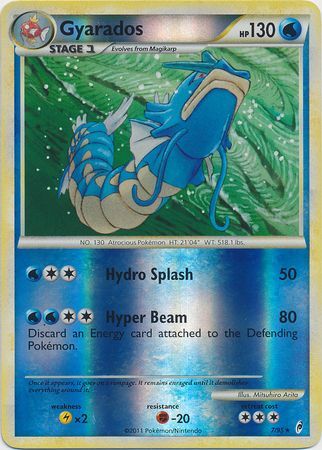 Gyarados HP 130
STAGE 1 Evolves from Magikarp
NO. 130 Atrocious Pokémon. HT: 21'04" WT: 518.1 lbs.
Hydro Splash 50
Hyper Beam 80
Discard an Energy card attached to the Defending
Pokémon.
Once it appears, it goes on a rampage. It remains enraged until it demolishes
everything around it.
Illus. Mitsuhiro Arita
weakness resistance retreat cost
×2 -20
©2011 Pokémon/Nintendo 7/95 ★